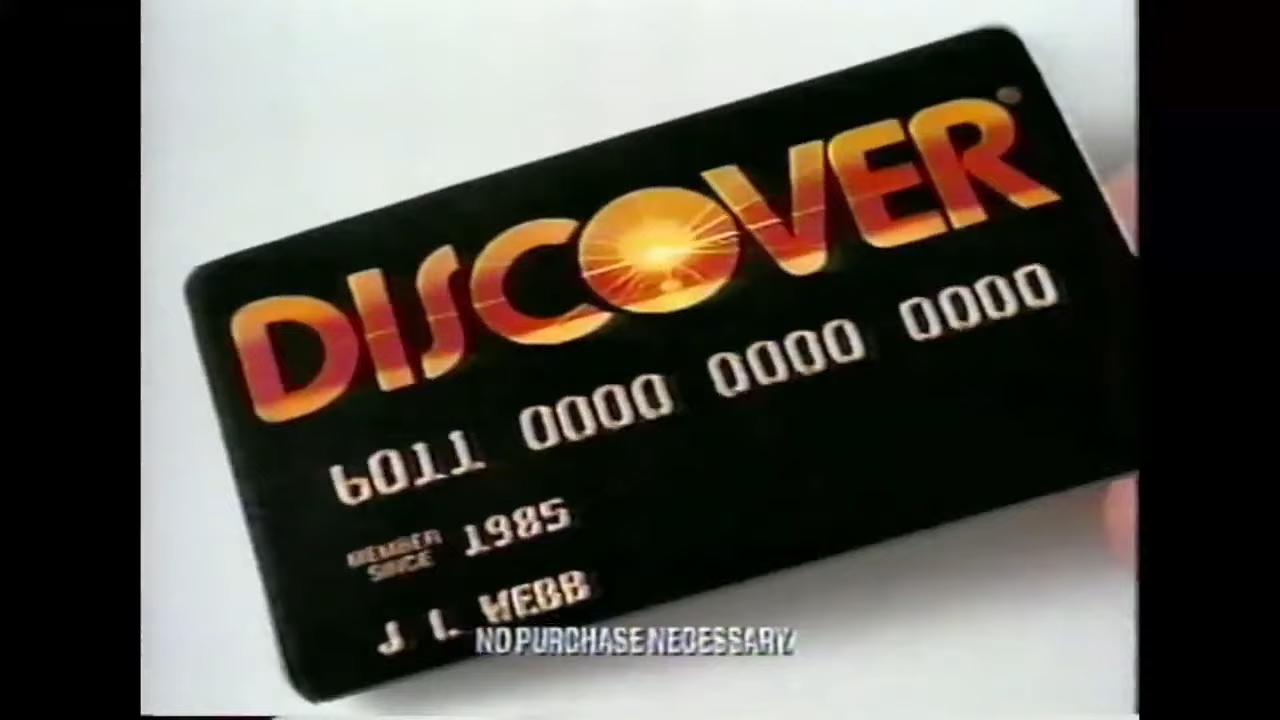 DISCOVER®
6011 0000 0000 0000
MEMBER
SINCE 1985
J. L. WEBB
NO PURCHASE NECESSARY.